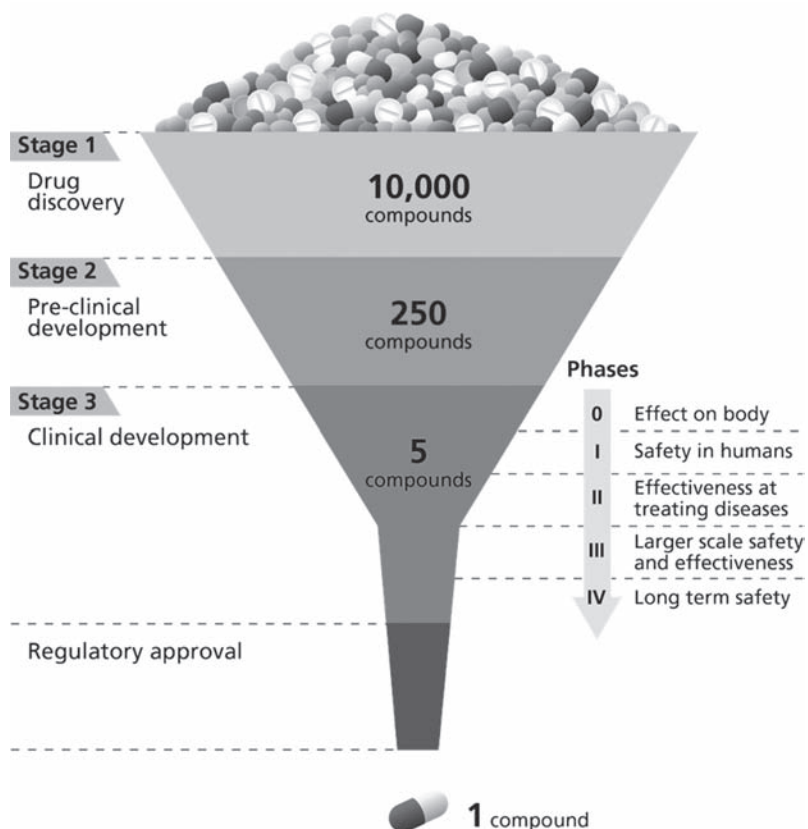 Stage 1
Drug
discovery
10,000
compounds
Stage 2
Pre-clinical
development
250
compounds
Stage 3
Clinical development
5
compounds
Phases
0 Effect on body
I Safety in humans
II Effectiveness at
treating diseases
III Larger scale safety
and effectiveness
IV Long term safety
Regulatory approval
1 compound